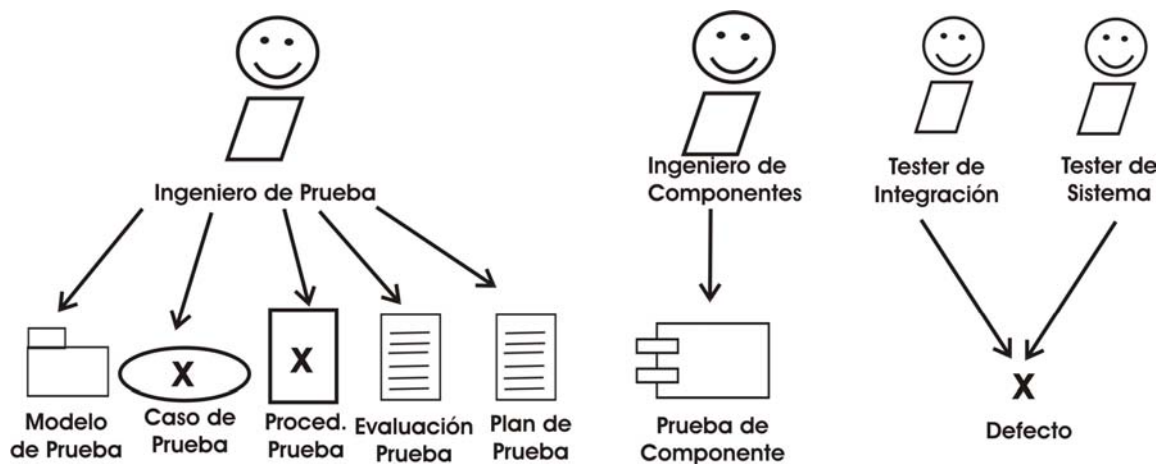 Ingeniero de Prueba
Ingeniero de
Componentes
Tester de
Integración
Tester de
Sistema
X
X
Modelo
de Prueba
Caso de
Prueba
Proced.
Prueba
Evaluación
Prueba
Plan de
Prueba
Prueba de
Componente
X
Defecto